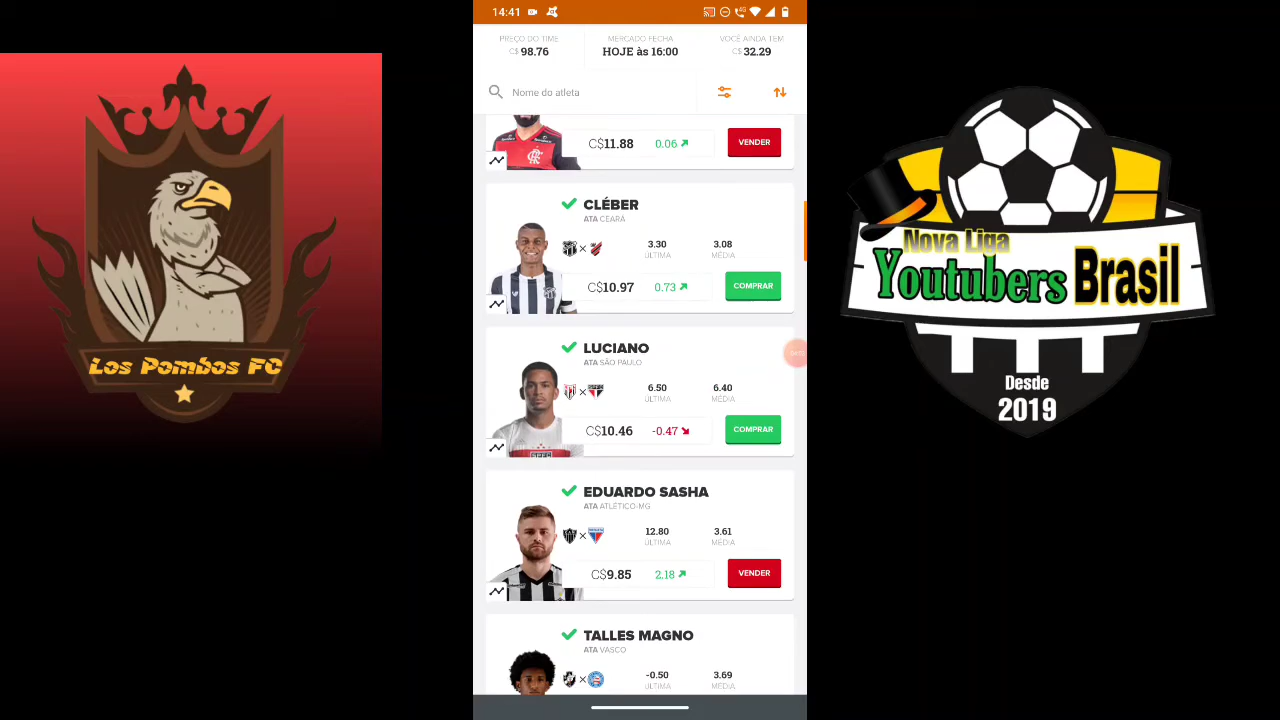 Los Pombos FC
14:41
4G
PREÇO DO TIME
C$ 98.76
MERCADO FECHA
HOJE às 16:00
VOCÊ AINDA TEM
C$ 32.29
Nome do atleta
C$11.88
0.06
VENDER
CLÉBER
ATA CEARÁ
3.30
ÚLTIMA
3.08
MÉDIA
C$10.97
0.73
COMPRAR
LUCIANO
ATA SÃO PAULO
6.50
ÚLTIMA
6.40
MÉDIA
C$10.46
-0.47
COMPRAR
EDUARDO SASHA
ATA ATLÉTICO-MG
12.80
ÚLTIMA
3.61
MÉDIA
C$9.85
2.18
VENDER
TALLES MAGNO
ATA VASCO
-0.50
ÚLTIMA
3.69
MÉDIA
Nova Liga
Youtubers Brasil
Desde
2019